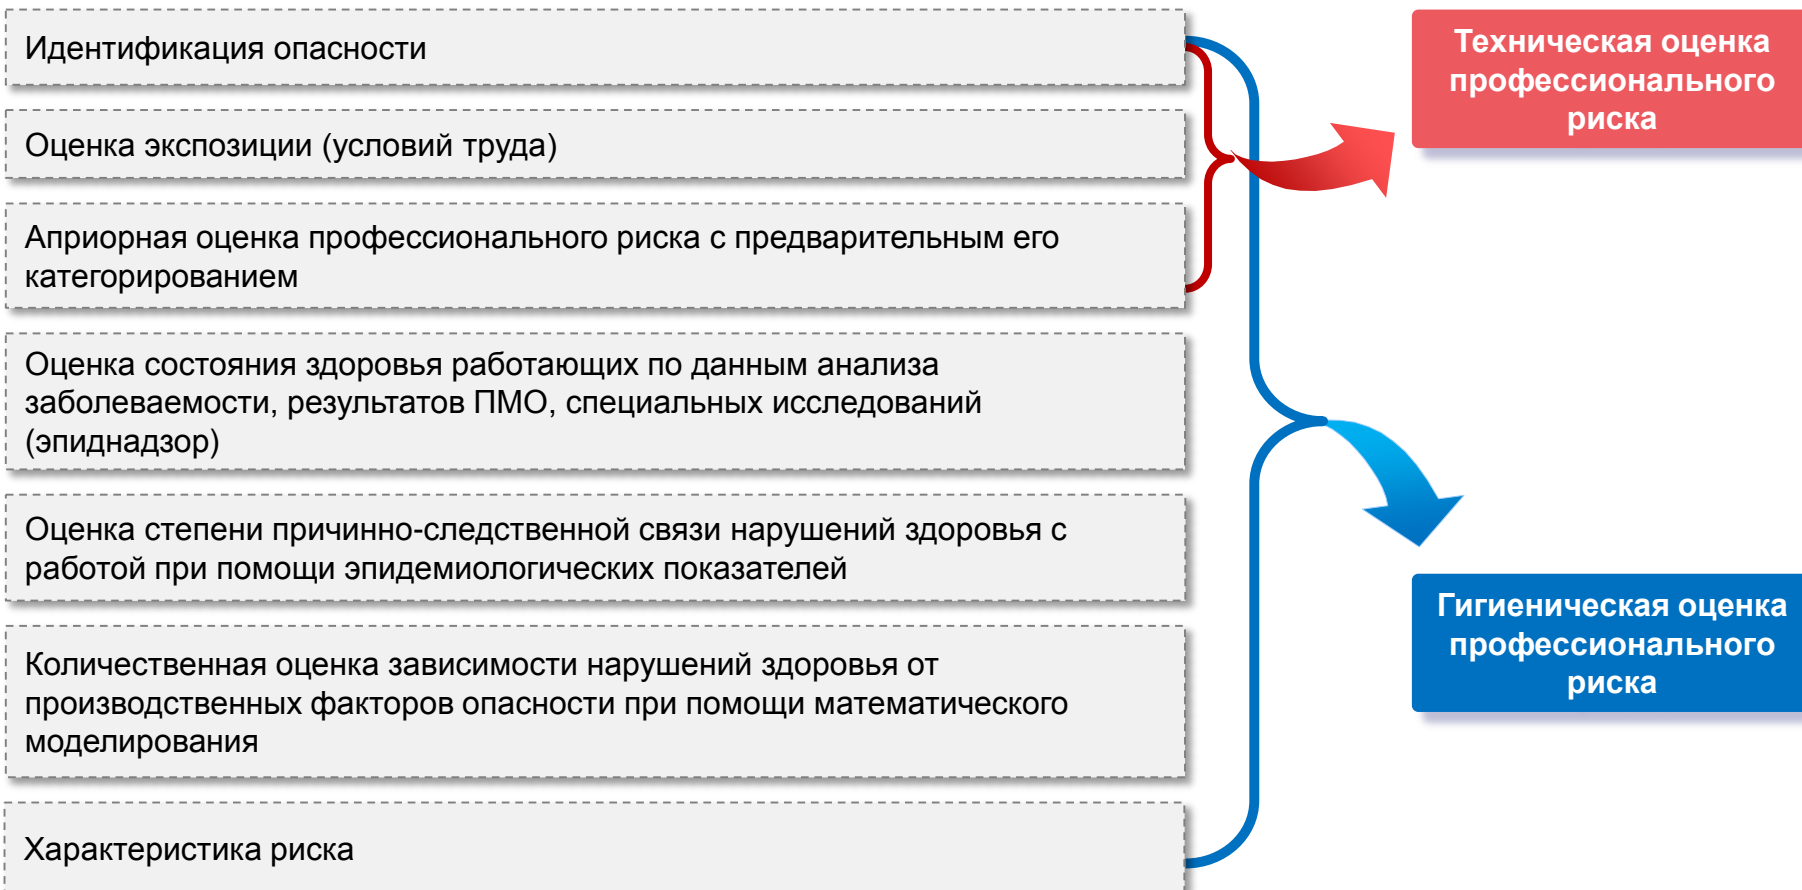 Идентификация опасности
Оценка экспозиции (условий труда)
Априорная оценка профессионального риска с предварительным его
категорированием
Оценка состояния здоровья работающих по данным анализа
заболеваемости, результатов ПМО, специальных исследований
(эпиднадзор)
Оценка степени причинно-следственной связи нарушений здоровья с
работой при помощи эпидемиологических показателей
Количественная оценка зависимости нарушений здоровья от
производственных факторов опасности при помощи математического
моделирования
Характеристика риска
Техническая оценка
профессионального
риска
Гигиеническая оценка
профессионального
риска